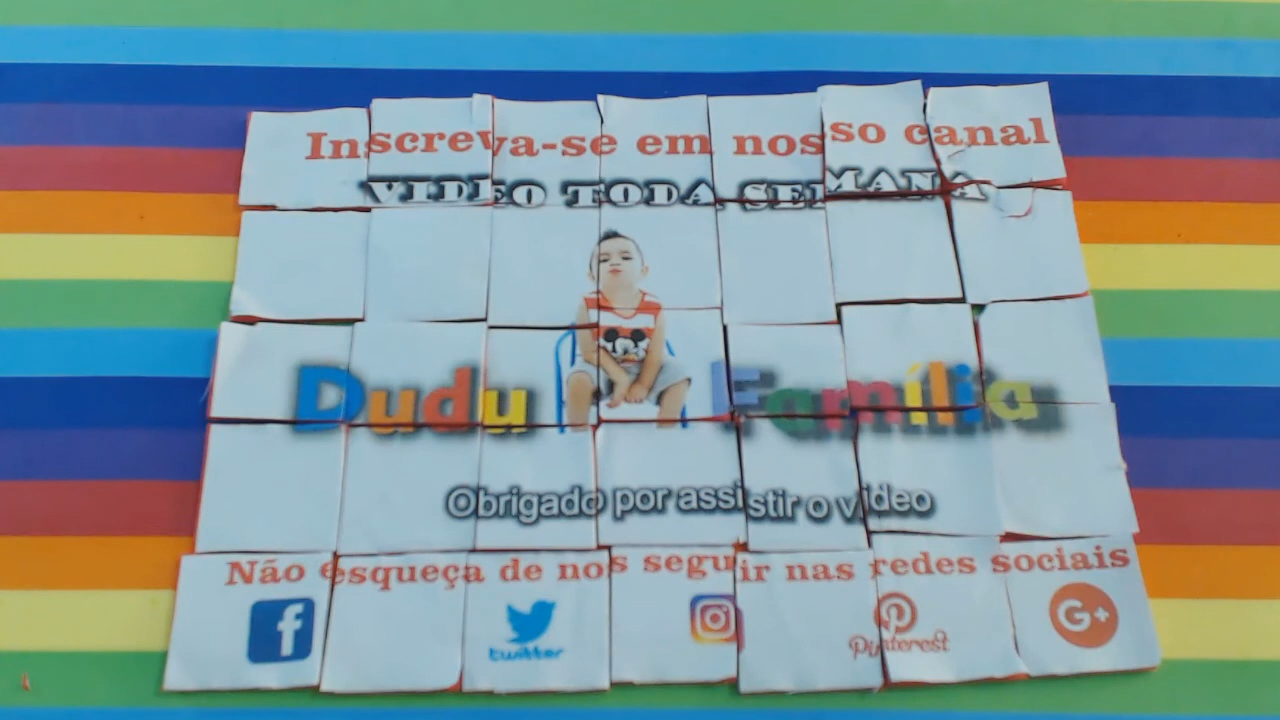 Inscreva-se em nosso canal
VIDEO TODA SEMANA
Dudu Família
Obrigado por assistir o video
Não esqueça de nos seguir nas redes sociais
f twitter Pinterest G+